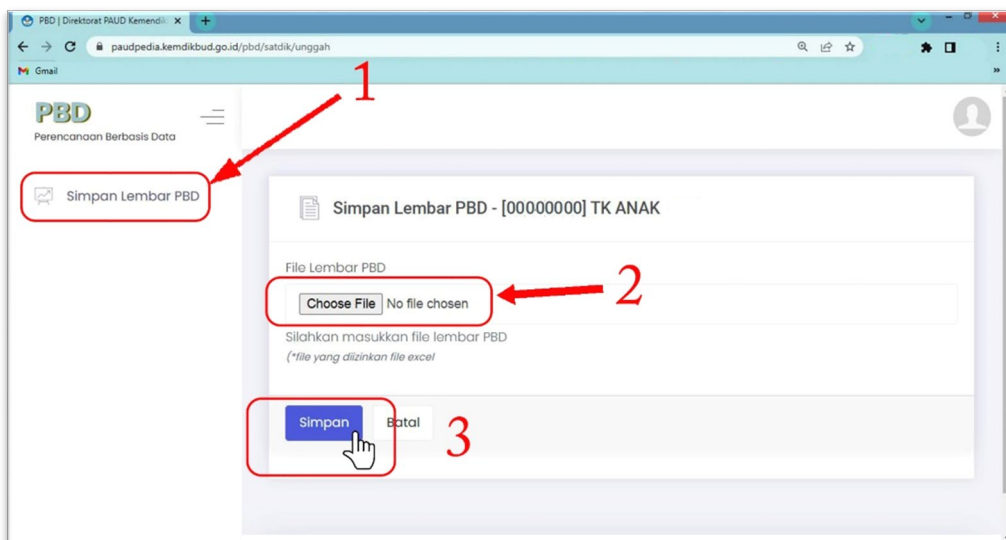 PBD | Direktorat PAUD Kemendik
paudpedia.kemdikbud.go.id/pbd/satdik/unggah
Gmail
1
PBD
Perencanaan Berbasis Data
Simpan Lembar PBD
Simpan Lembar PBD - [00000000] TK ANAK
File Lembar PBD
Choose File No file chosen
2
Silahkan masukkan file lembar PBD
(*file yang diizinkan file excel
Simpan Batal
3